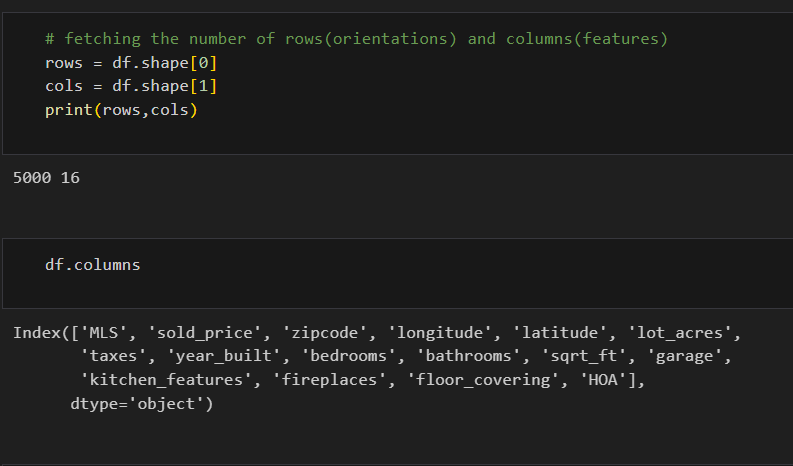 # fetching the number of rows(orientations) and columns(features)
rows = df.shape[0]
cols = df.shape[1]
print(rows,cols)
5000 16
df.columns
Index(['MLS', 'sold_price', 'zipcode', 'longitude', 'latitude', 'lot_acres',
'taxes', 'year_built', 'bedrooms', 'bathrooms', 'sqrt_ft', 'garage',
'kitchen_features', 'fireplaces', 'floor_covering', 'HOA'],
dtype='object')